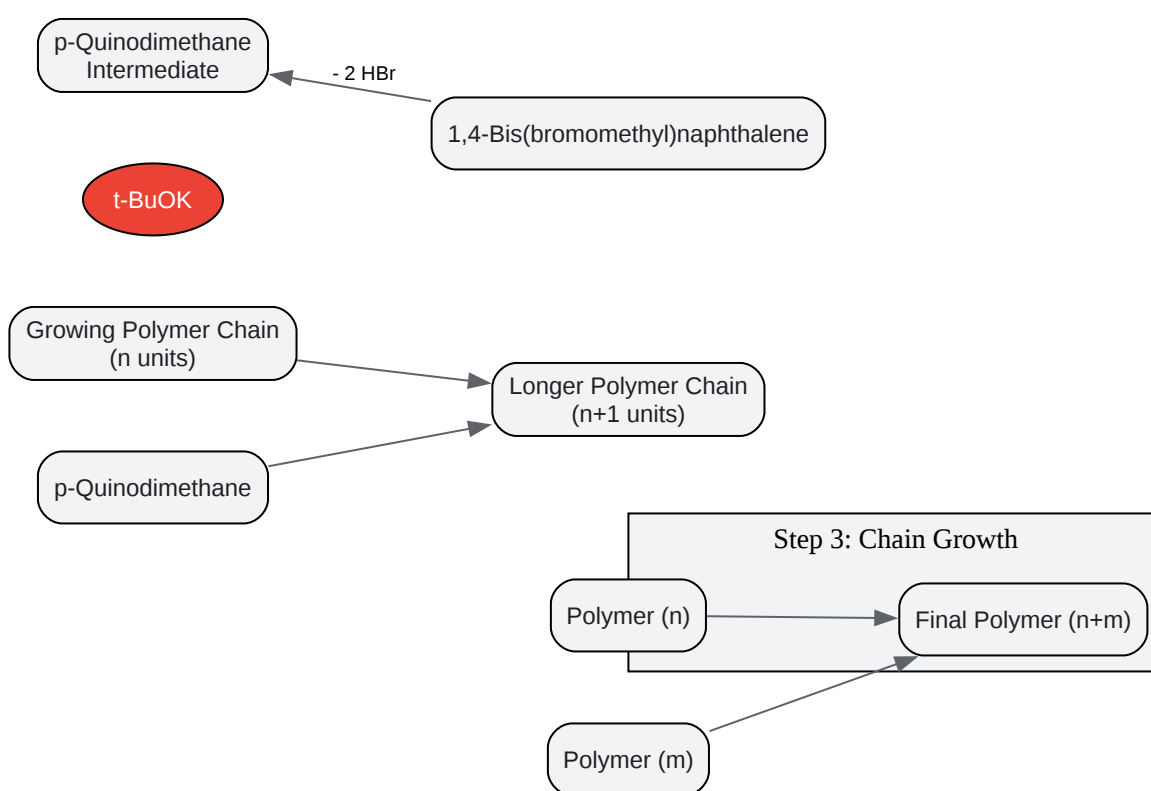 p-Quinodimethane
Intermediate
- 2 HBr
1,4-Bis(bromomethyl)naphthalene
t-BuOK
Growing Polymer Chain
(n units)
Longer Polymer Chain
(n+1 units)
p-Quinodimethane
Step 3: Chain Growth
Polymer (n)
Final Polymer (n+m)
Polymer (m)